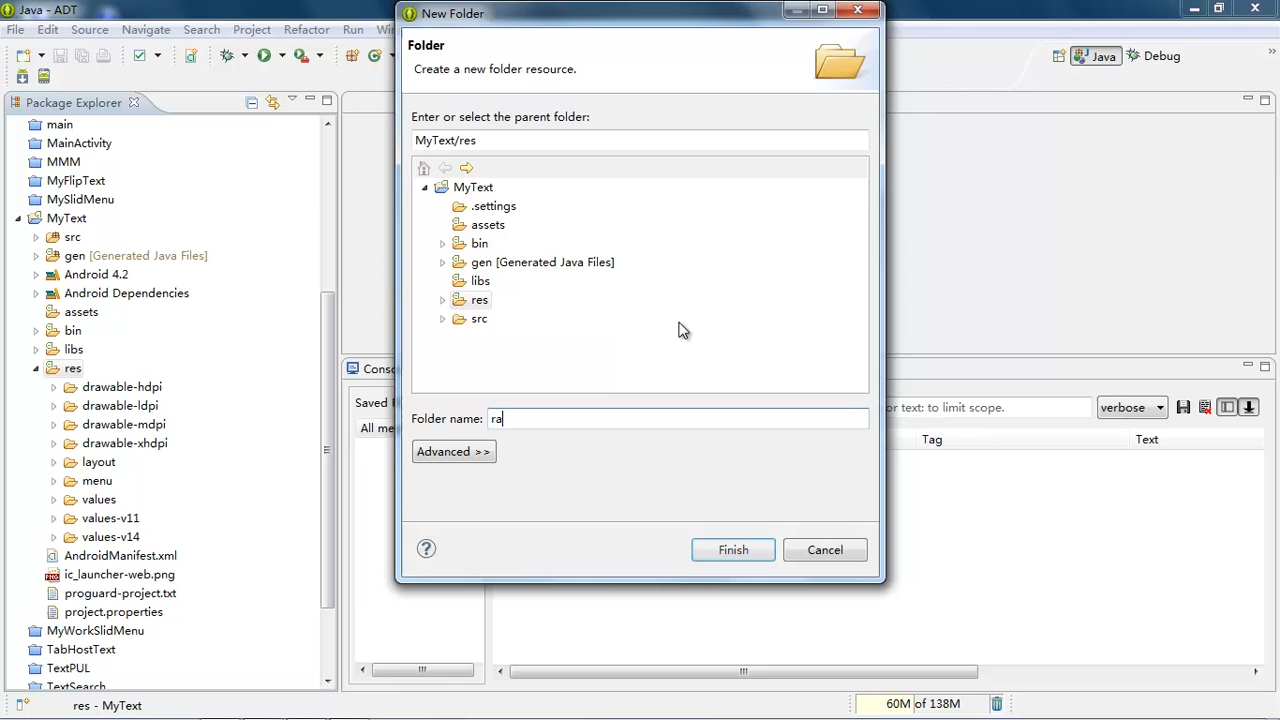 Java - ADT
New Folder
File Edit Source Navigate Search Project Refactor Run
Folder
Create a new folder resource.
Java
Debug
Package Explorer
main
MainActivity
MMM
MyFlipText
MySlidMenu
MyText
src
gen [Generated Java Files]
Android 4.2
Android Dependencies
assets
bin
libs
res
drawable-hdpi
drawable-ldpi
drawable-mdpi
drawable-xhdpi
layout
menu
values
values-v11
values-v14
AndroidManifest.xml
ic_launcher-web.png
proguard-project.txt
project.properties
MyWorkSlidMenu
TabHostText
TextPUL
TextSearch
Enter or select the parent folder:
MyText/res
MyText
.settings
assets
bin
gen [Generated Java Files]
libs
res
src
Folder name: ra
Advanced >>
Finish
Cancel
Saved
All me
or text: to limit scope.
verbose
Tag
Text
res - MyText
60M of 138M